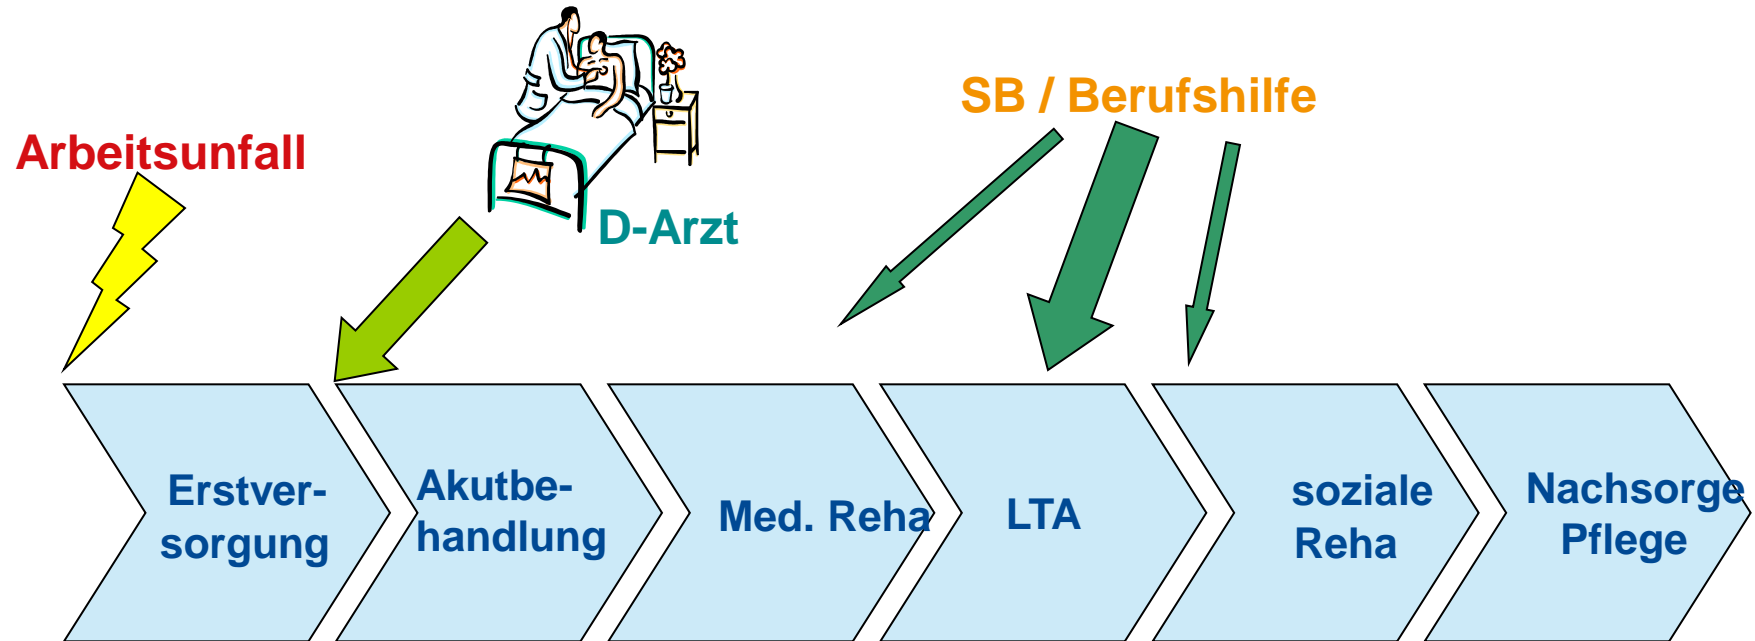 SB / Berufshilfe
Arbeitsunfall
D-Arzt
Erstver-
sorgung
Akutbe-
handlung
Med. Reha
LTA
soziale
Reha
Nachsorge
Pflege